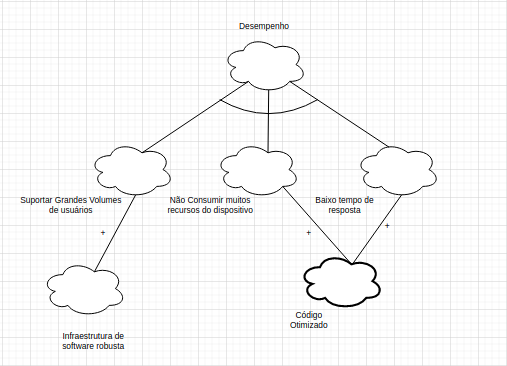 Desempenho
Suportar Grandes Volumes
de usuários
Não Consumir muitos
recursos do dispositivo
Baixo tempo de
resposta
+
+
+
Infraestrutura de
software robusta
Código
Otimizado